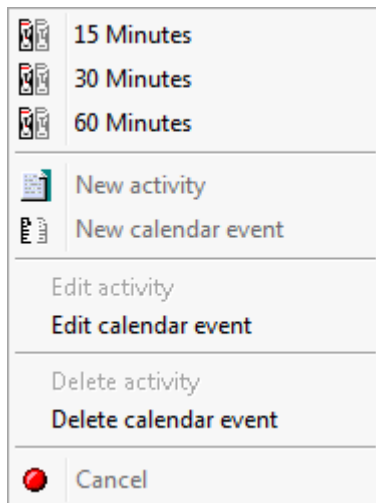 15 Minutes
30 Minutes
60 Minutes
New activity
New calendar event
Edit activity
Edit calendar event
Delete activity
Delete calendar event
Cancel